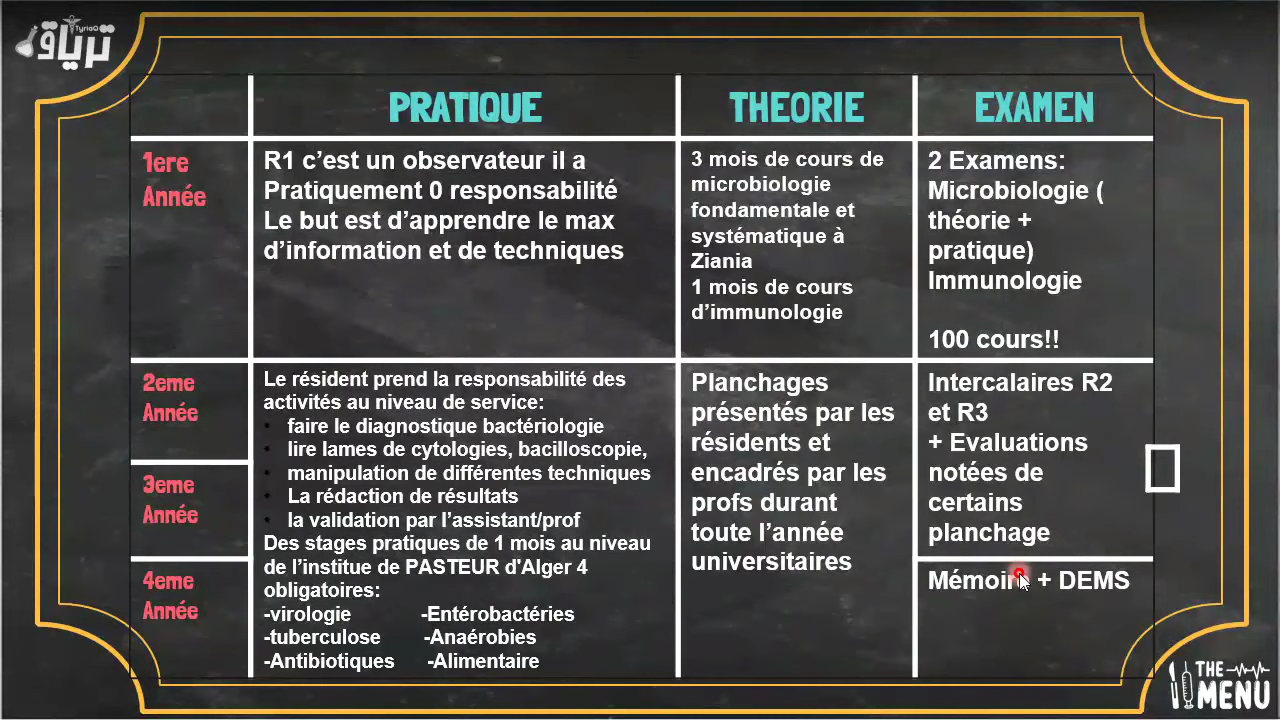 ترياق
TyriaQ
PRATIQUE
THEORIE
EXAMEN
1ere
Année
R1 c’est un observateur il a
Pratiquement 0 responsabilité
Le but est d’apprendre le max
d’information et de techniques
3 mois de cours de
microbiologie
fondamentale et
systématique à
Ziania
1 mois de cours
d’immunologie
2 Examens:
Microbiologie (
théorie +
pratique)
Immunologie
100 cours!!
2eme
Année
3eme
Année
4eme
Année
Le résident prend la responsabilité des
activités au niveau de service:
• faire le diagnostique bactériologie
• lire lames de cytologies, bacilloscopie,
• manipulation de différentes techniques
• La rédaction de résultats
• la validation par l’assistant/prof
Des stages pratiques de 1 mois au niveau
de l’institue de PASTEUR d'Alger 4
obligatoires:
-virologie -Entérobactéries
-tuberculose -Anaérobies
-Antibiotiques -Alimentaire
Planchages
présentés par les
résidents et
encadrés par les
profs durant
toute l’année
universitaires
Intercalaires R2
et R3
+ Evaluations
notées de
certains
planchage
Mémoire + DEMS
THE
MENU